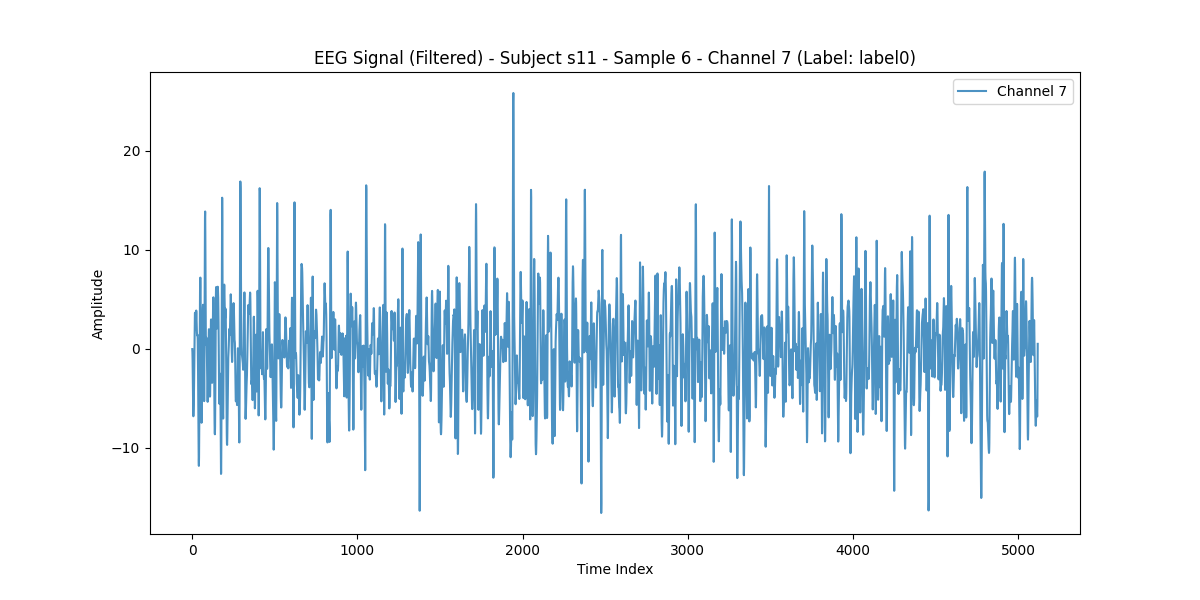 EEG Signal (Filtered) - Subject s11 - Sample 6 - Channel 7 (Label: label0)
Channel 7
20
10
0
−10
Amplitude
0 1000 2000 3000 4000 5000
Time Index